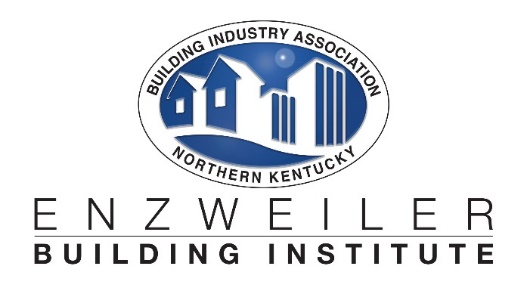 BUILDING INDUSTRY ASSOCIATION
NORTHERN KENTUCKY
ENZWEILER
BUILDING INSTITUTE